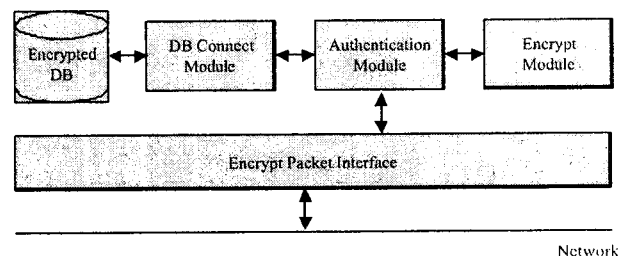 Encrypted
DB
DB Connect
Module
Authentication
Module
Encrypt
Module
Encrypt Packet Interface
Network